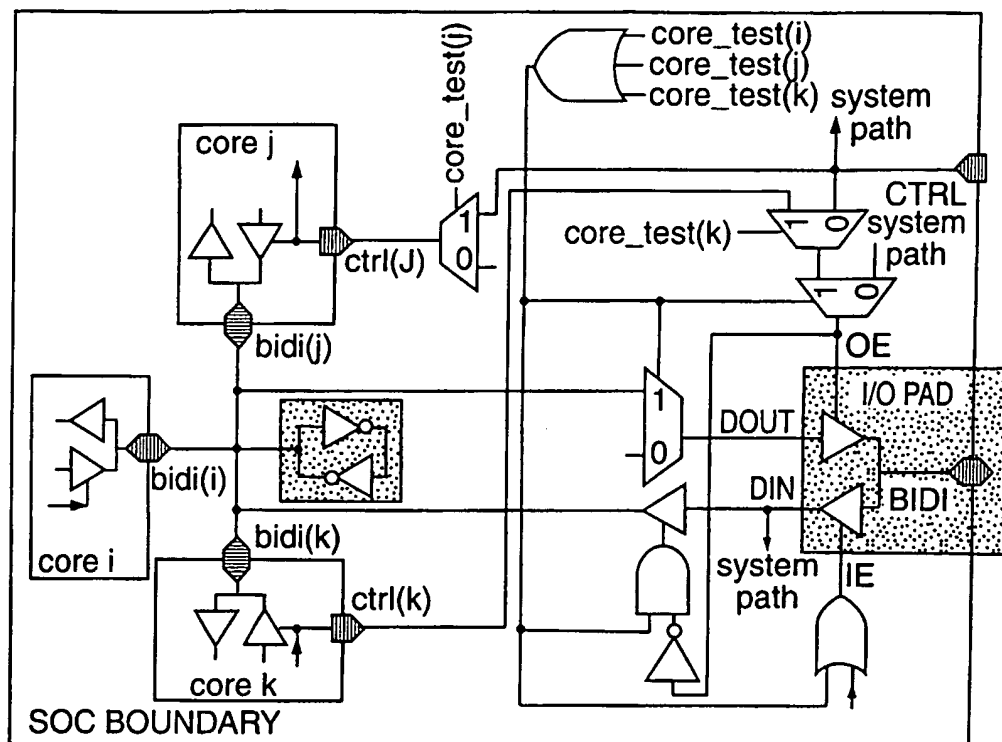 core_test(i)
core_test(j)
core_test(k)
core_test(j)
system
path
core j
1
0
ctrl(J)
CTRL
system
path
1
0
core_test(k)
1
0
OE
bidi(j)
I/O PAD
1
0
DOUT
bidi(i)
core i
DIN
BIDI
system
path
IE
bidi(k)
ctrl(k)
core k
SOC BOUNDARY